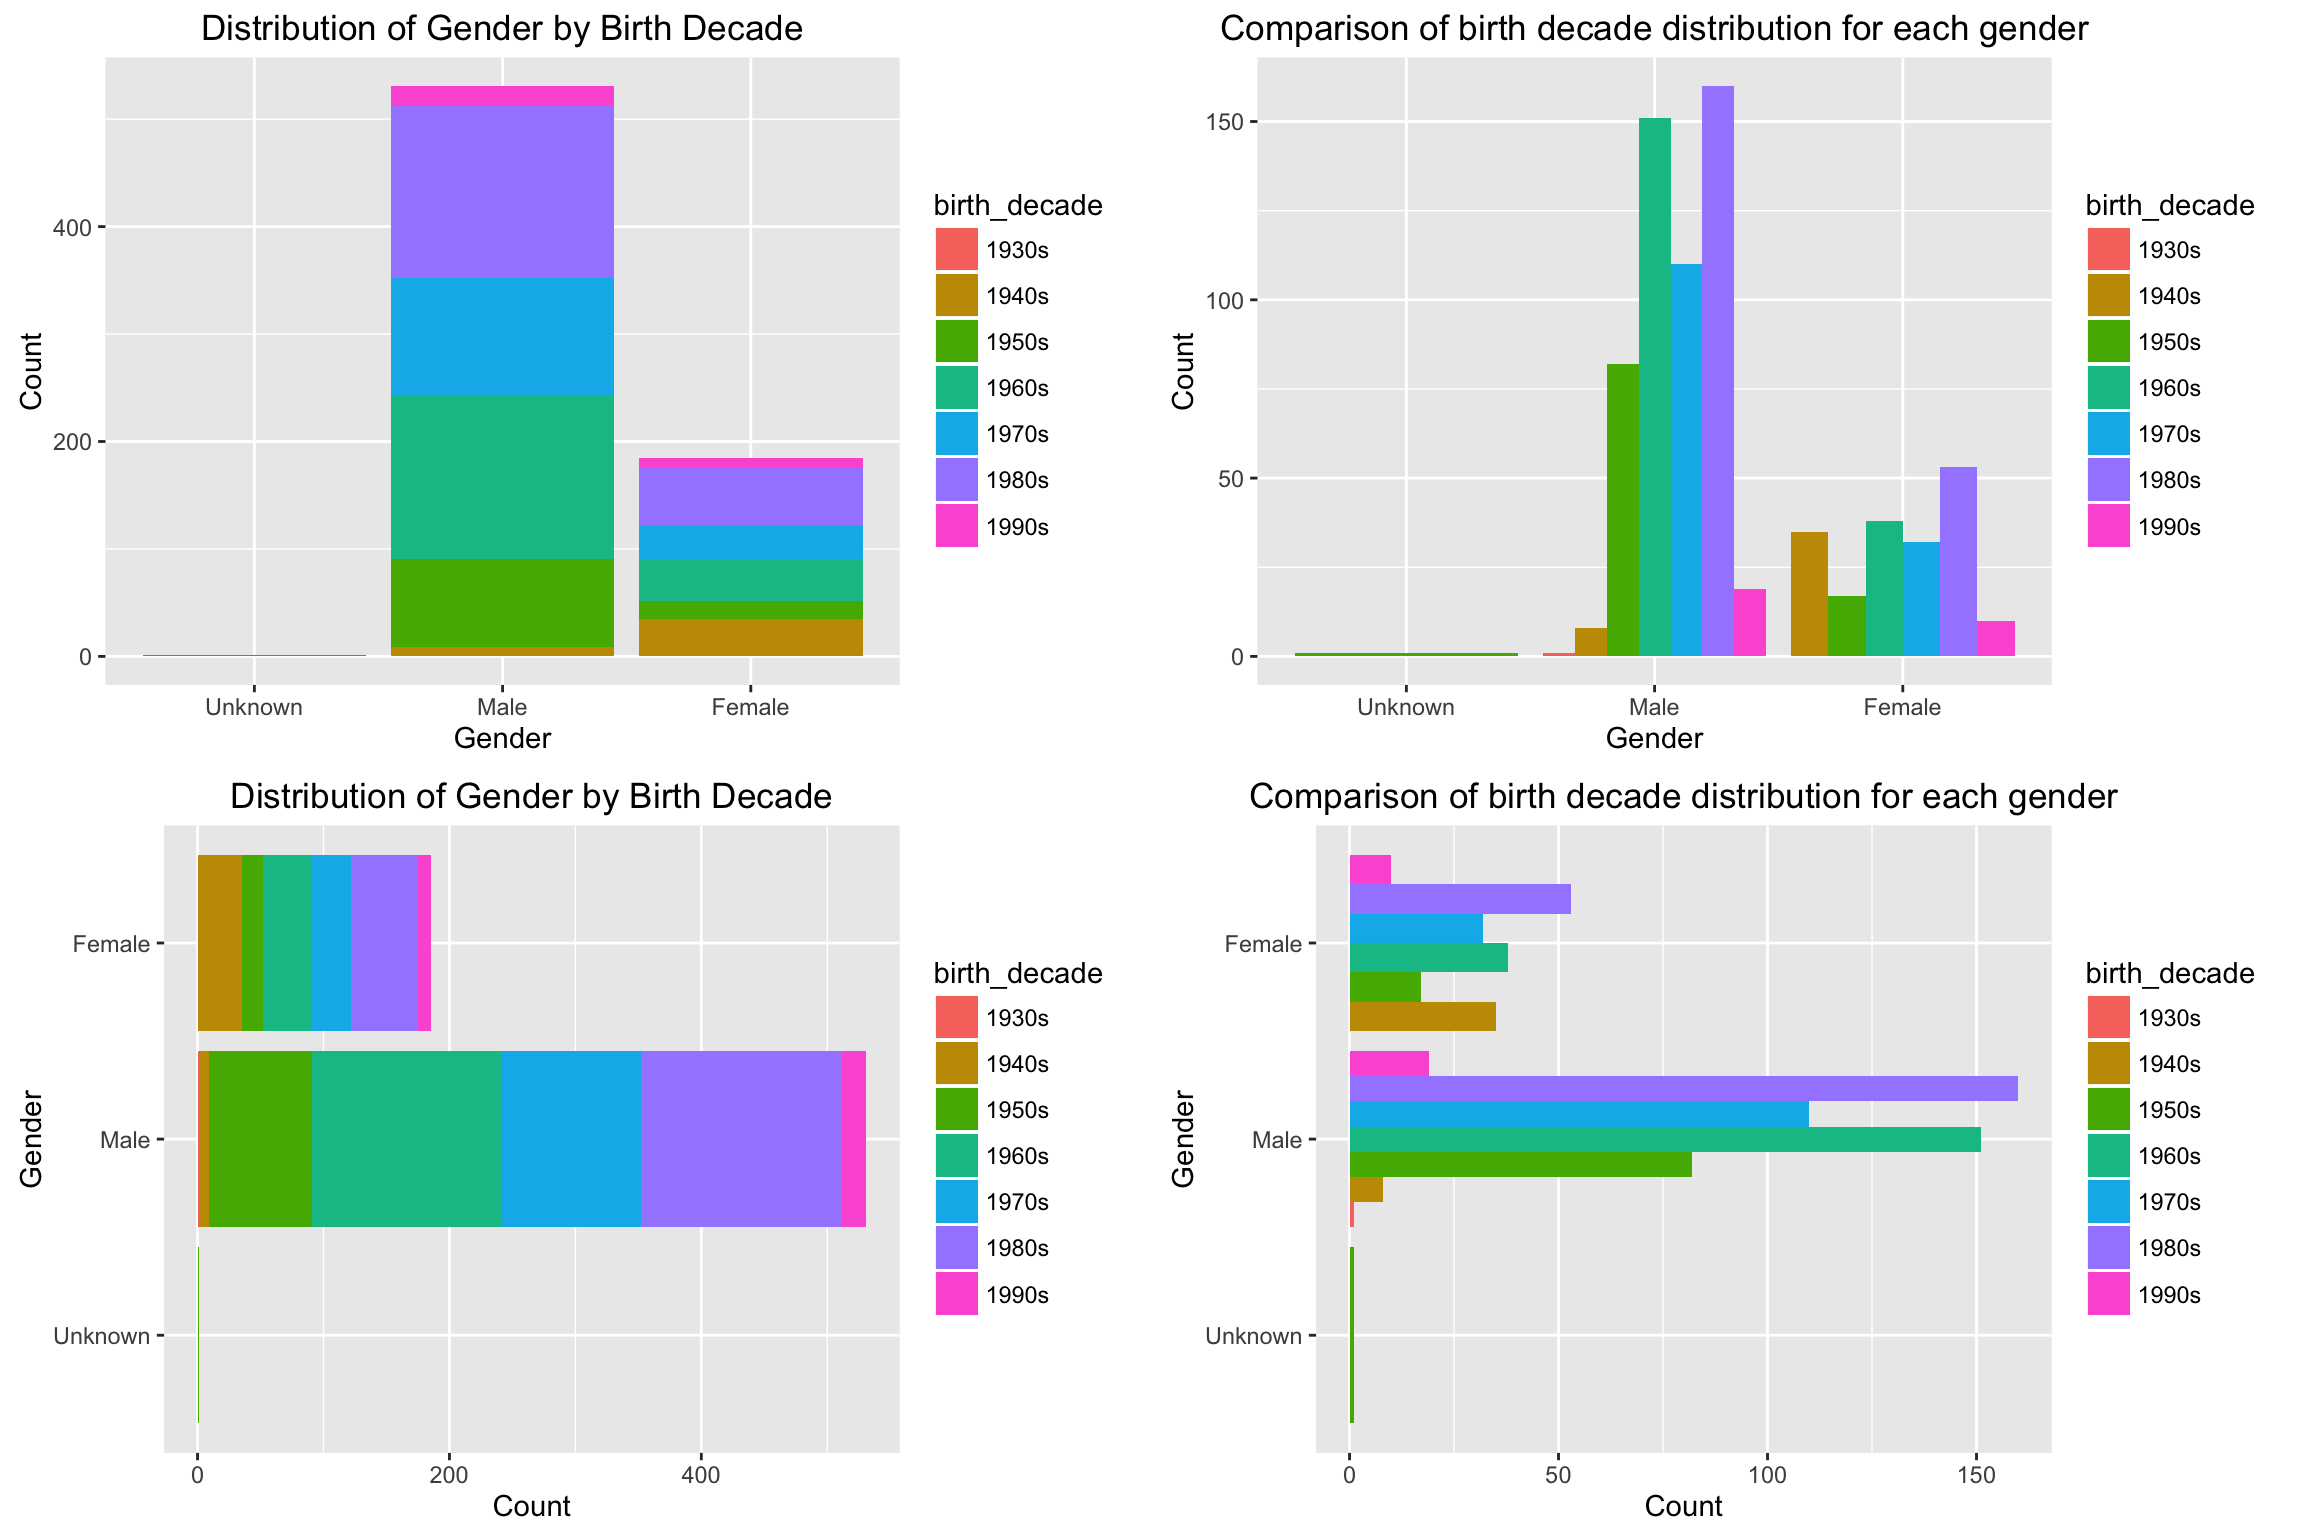 Distribution of Gender by Birth Decade
400
200
0
Count
Unknown Male Female
Gender
birth_decade
1930s
1940s
1950s
1960s
1970s
1980s
1990s
Comparison of birth decade distribution for each gender
150
100
50
0
Count
Unknown Male Female
Gender
birth_decade
1930s
1940s
1950s
1960s
1970s
1980s
1990s
Distribution of Gender by Birth Decade
Female
Male
Unknown
Gender
0 200 400
Count
birth_decade
1930s
1940s
1950s
1960s
1970s
1980s
1990s
Comparison of birth decade distribution for each gender
Female
Male
Unknown
Gender
0 50 100 150
Count
birth_decade
1930s
1940s
1950s
1960s
1970s
1980s
1990s